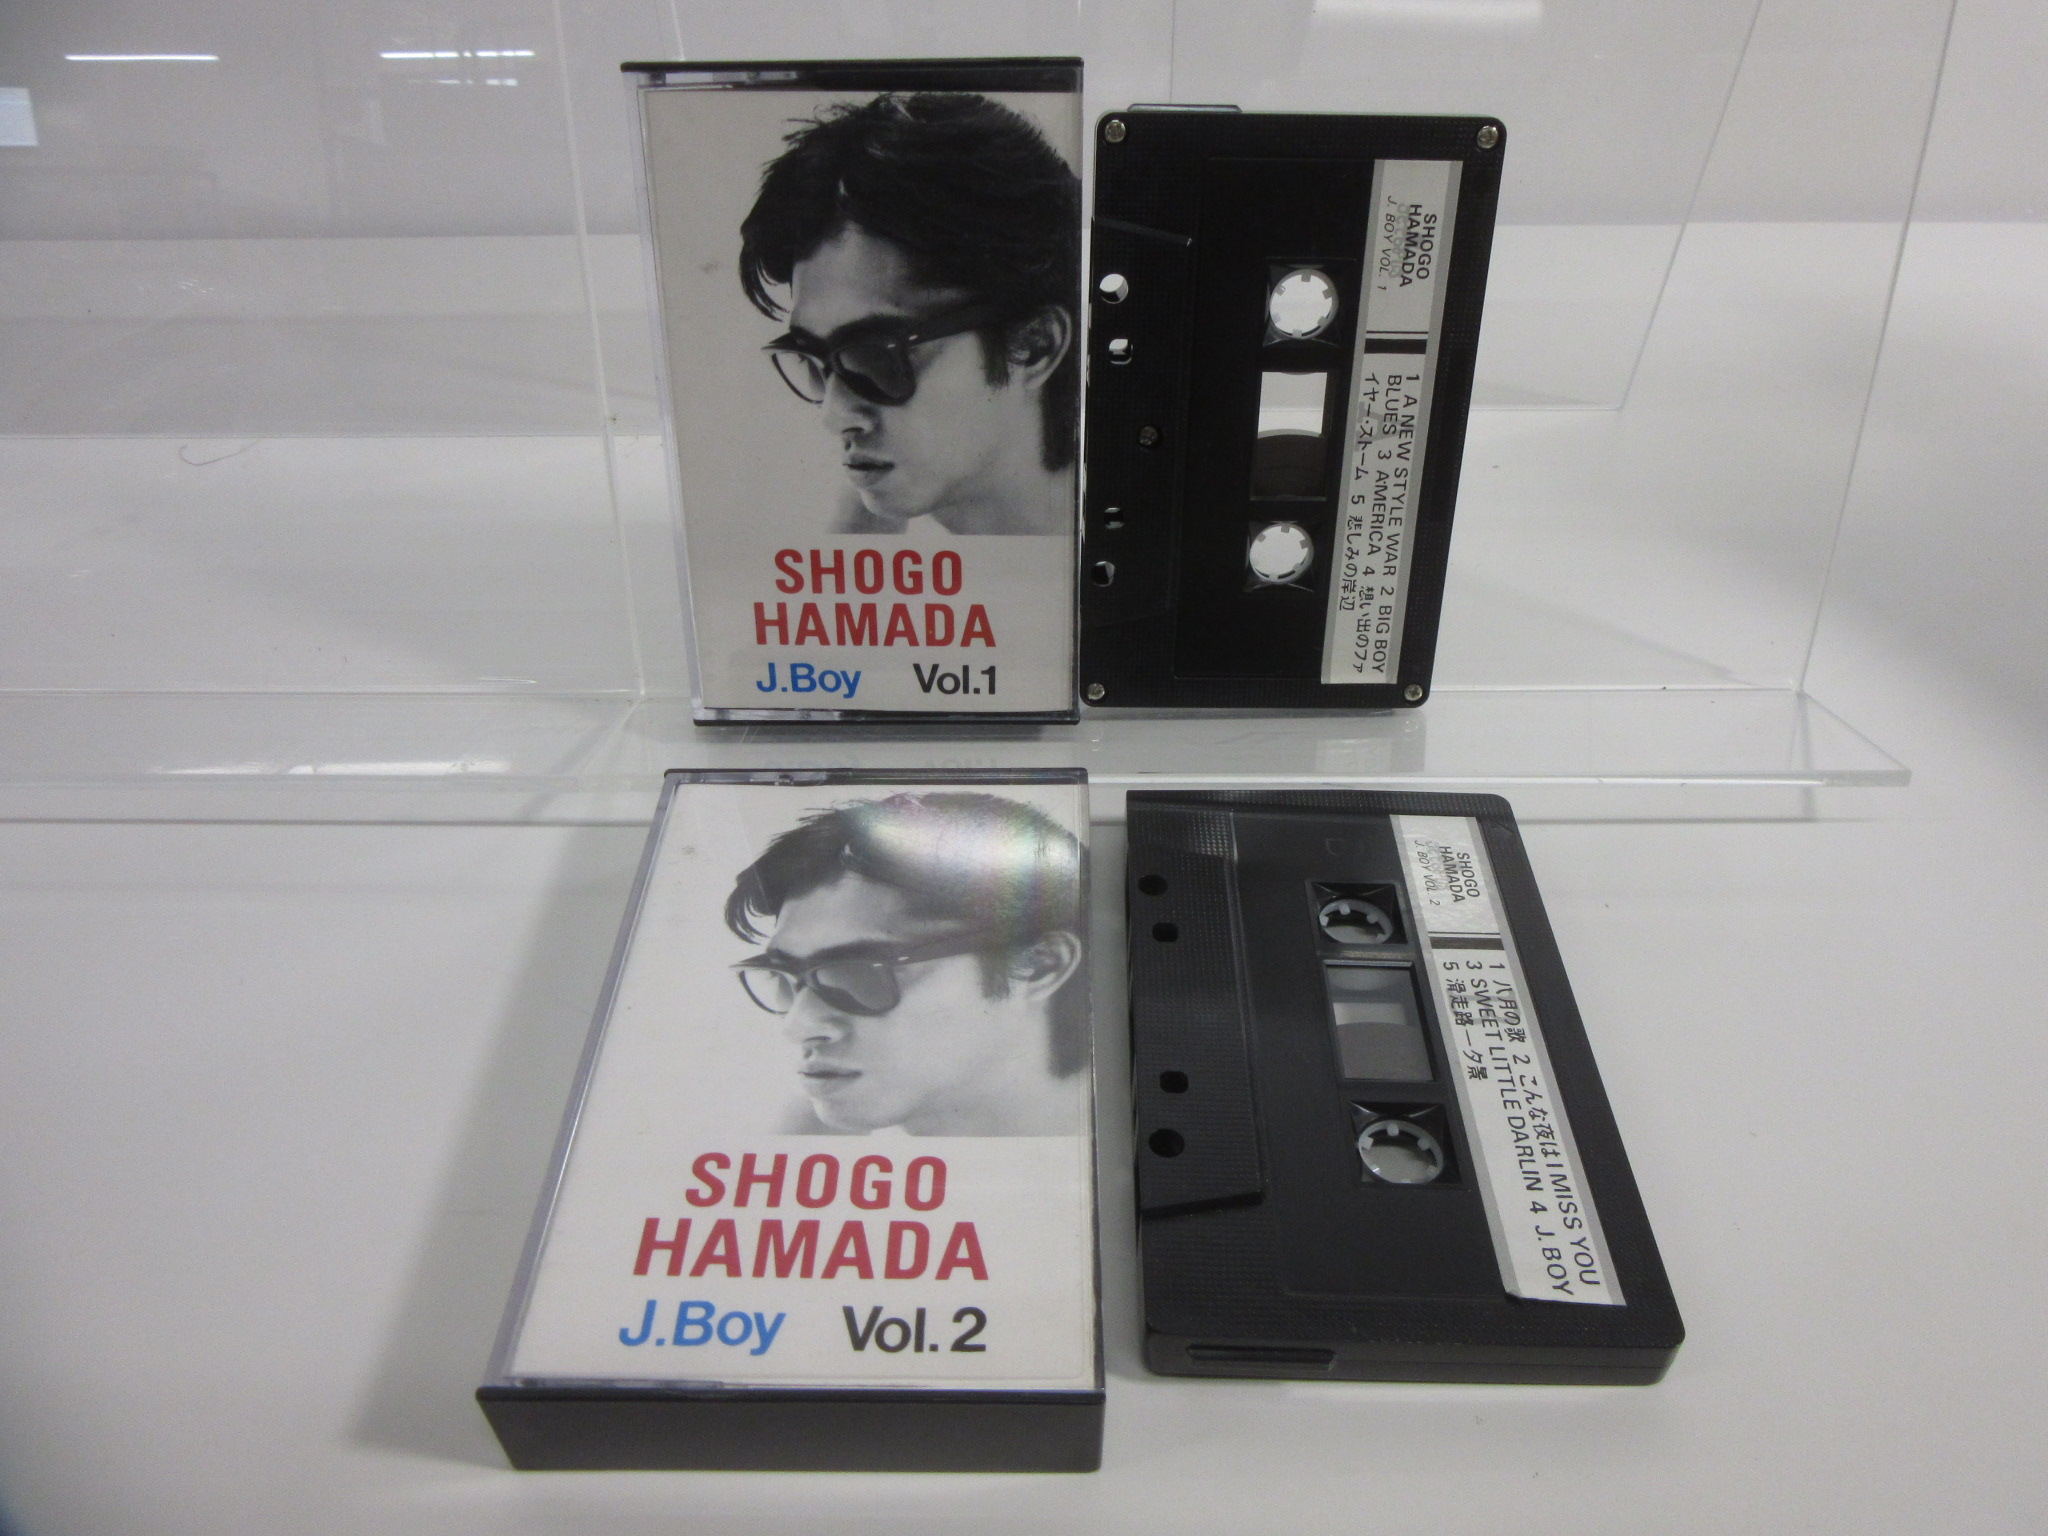 SHOGO
HAMADA
J.Boy Vol.1
SHOGO
HAMADA
J. BOY VOL. 1
1 A NEW STYLE WAR 2 BIG BOY
BLUES 3 AMERICA 4 想い出のファ
イヤー・ストーム 5 悲しみの岸辺
SHOGO
HAMADA
J.Boy Vol.2
SHOGO
HAMADA
J. BOY VOL. 2
1 八月の歌 2 こんな夜は I MISS YOU
3 SWEET LITTLE DARLIN 4 J. BOY
5 滑走路－夕景